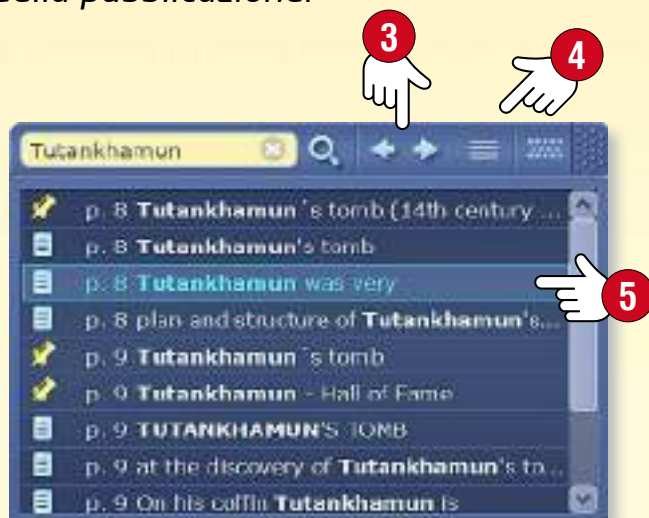 pubblicazione.
3
4
Tutankhamun
p. 8 Tutankhamun´s tomb (14th century ...
p. 8 Tutankhamun's tomb
p. 8 Tutankhamun was very
5
p. 8 plan and structure of Tutankhamun's...
p. 9 Tutankhamun´s tomb
p. 9 Tutankhamun - Hall of Fame
p. 9 TUTANKHAMUN'S TOMB
p. 9 at the discovery of Tutankhamun's to...
p. 9 On his coffin Tutankhamun is